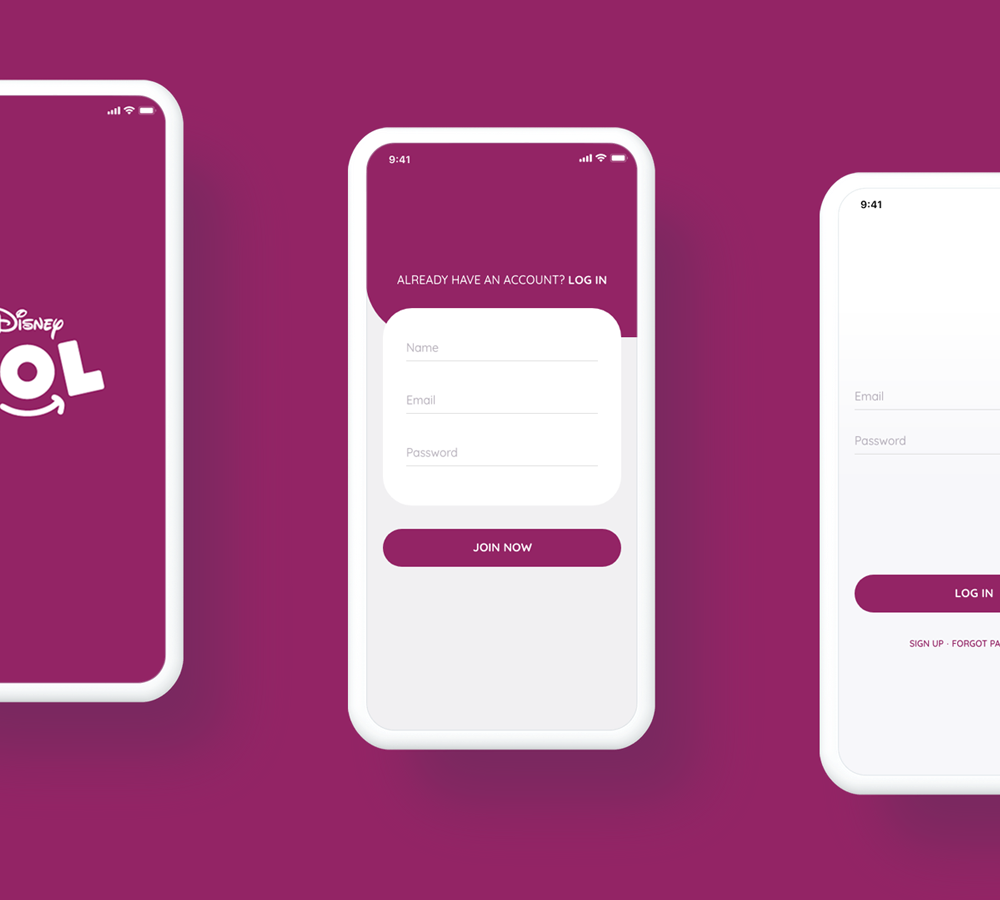 Disney
OL
9:41
ALREADY HAVE AN ACCOUNT? LOG IN
Name
Email
Password
JOIN NOW
9:41
Email
Password
LOG IN
SIGN UP · FORGOT PA